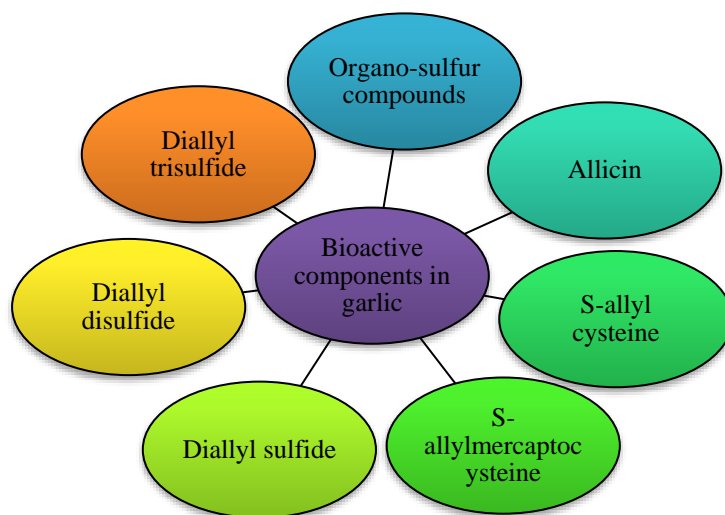 Organo-sulfur
compounds
Allicin
S-allyl
cysteine
S-
allylmercaptoc
ysteine
Diallyl sulfide
Diallyl
disulfide
Diallyl
trisulfide
Bioactive
components in
garlic